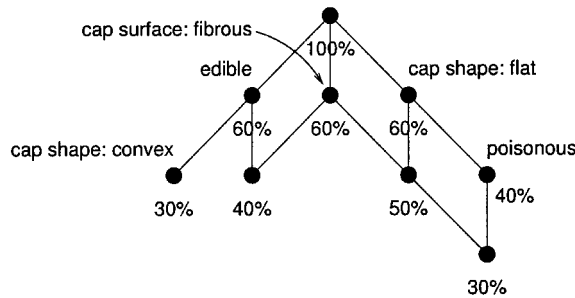 cap surface: fibrous
100%
edible
cap shape: flat
60%
60%
60%
cap shape: convex
poisonous
30%
40%
50%
40%
30%